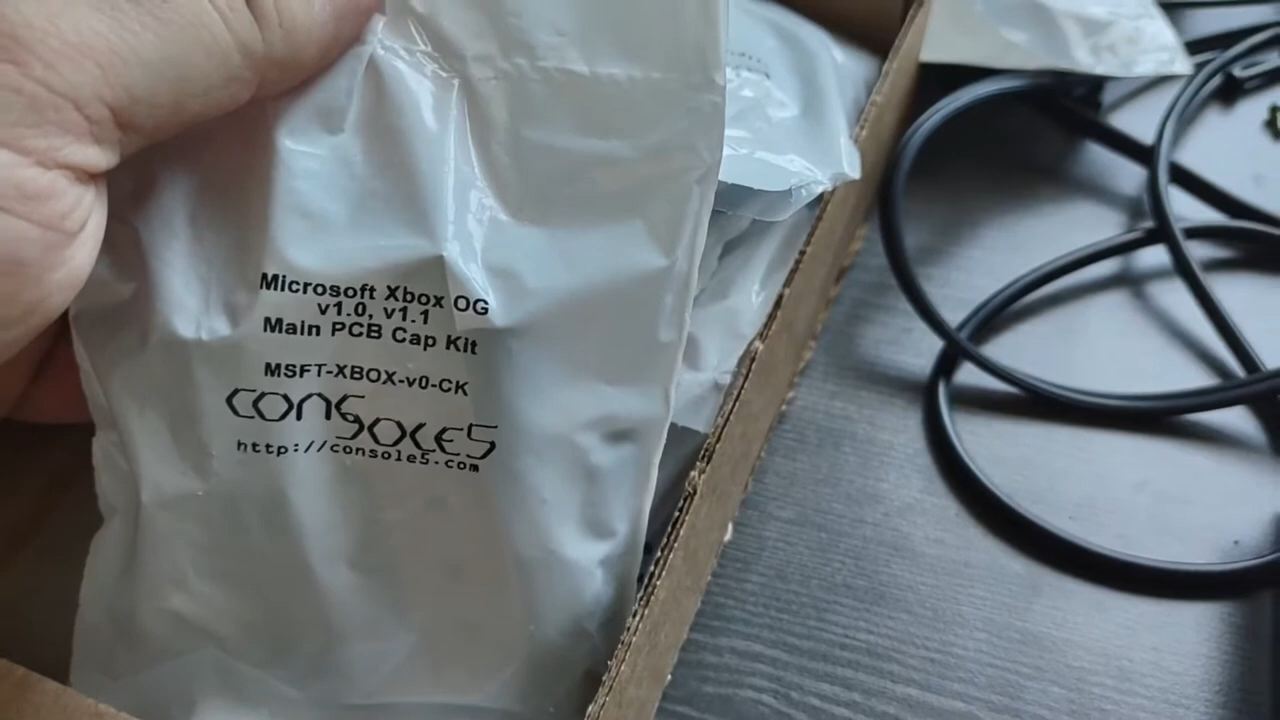 Microsoft Xbox OG
v1.0, v1.1
Main PCB Cap Kit
MSFT-XBOX-v0-CK
CONSOLE5
http://console5.com